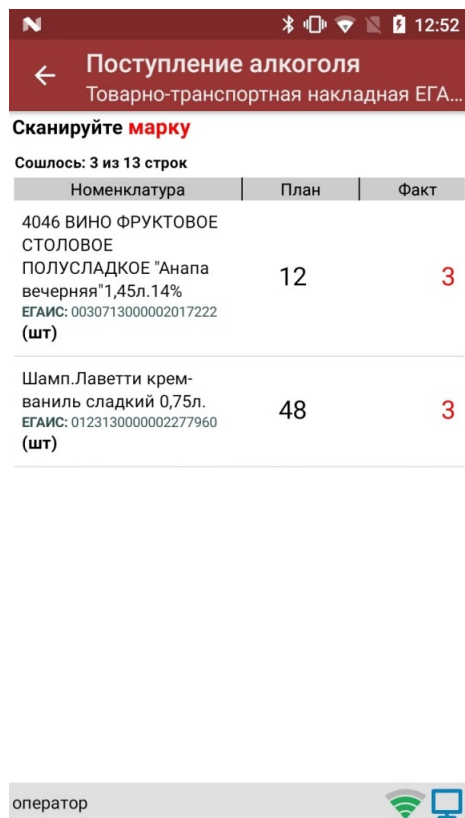 12:52
Поступление алкоголя
Товарно-транспортная накладная ЕГА...
Сканируйте марку
Сошлось: 3 из 13 строк
Номенклатура План Факт
4046 ВИНО ФРУКТОВОЕ
СТОЛОВОЕ
ПОЛУСЛАДКОЕ "Анапа
вечерняя"1,45л.14%
ЕГАИС: 0030713000002017222
(шт)
12 3
Шамп.Лаветти крем-
ваниль сладкий 0,75л.
ЕГАИС: 0123130000002277960
(шт)
48 3
оператор